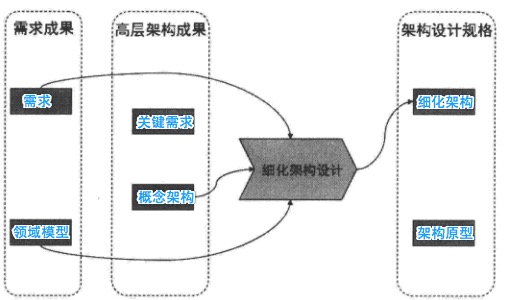 需求成果
高层架构成果
架构设计规格
需求
关键需求
概念架构
领域模型
细化架构设计
细化架构
架构原型